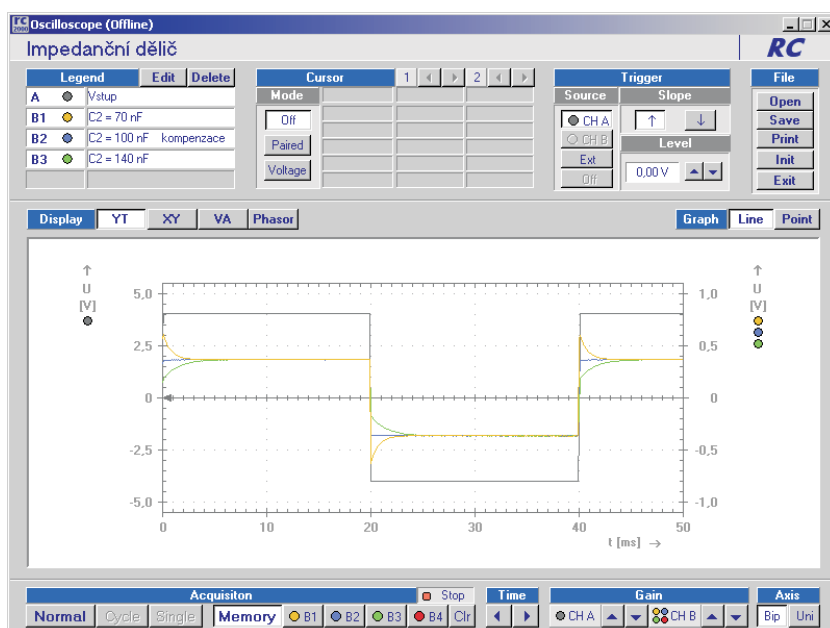 rc 2000 Oscilloscope (Offline)
Impedanční dělič RC
Legend Edit Delete Cursor 1 2 Trigger File
A Vstup Mode Source Slope Open
B1 C2 = 70 nF Off CH A ↑ ↓ Save
B2 C2 = 100 nF kompenzace Paired CH B Level Print
B3 C2 = 140 nF Voltage Ext 0,00 V Init
Off Exit
Display YT XY VA Phasor Graph Line Point
↑ ↑
U U
[V] [V]
5,0 1,0
2,5 0,5
0 0
-2,5 -0,5
-5,0 -1,0
0 10 20 30 40 50
t [ms] →
Acquisiton Stop Time Gain Axis
Normal Cycle Single Memory B1 B2 B3 B4 Clr CH A CH B Bip Uni